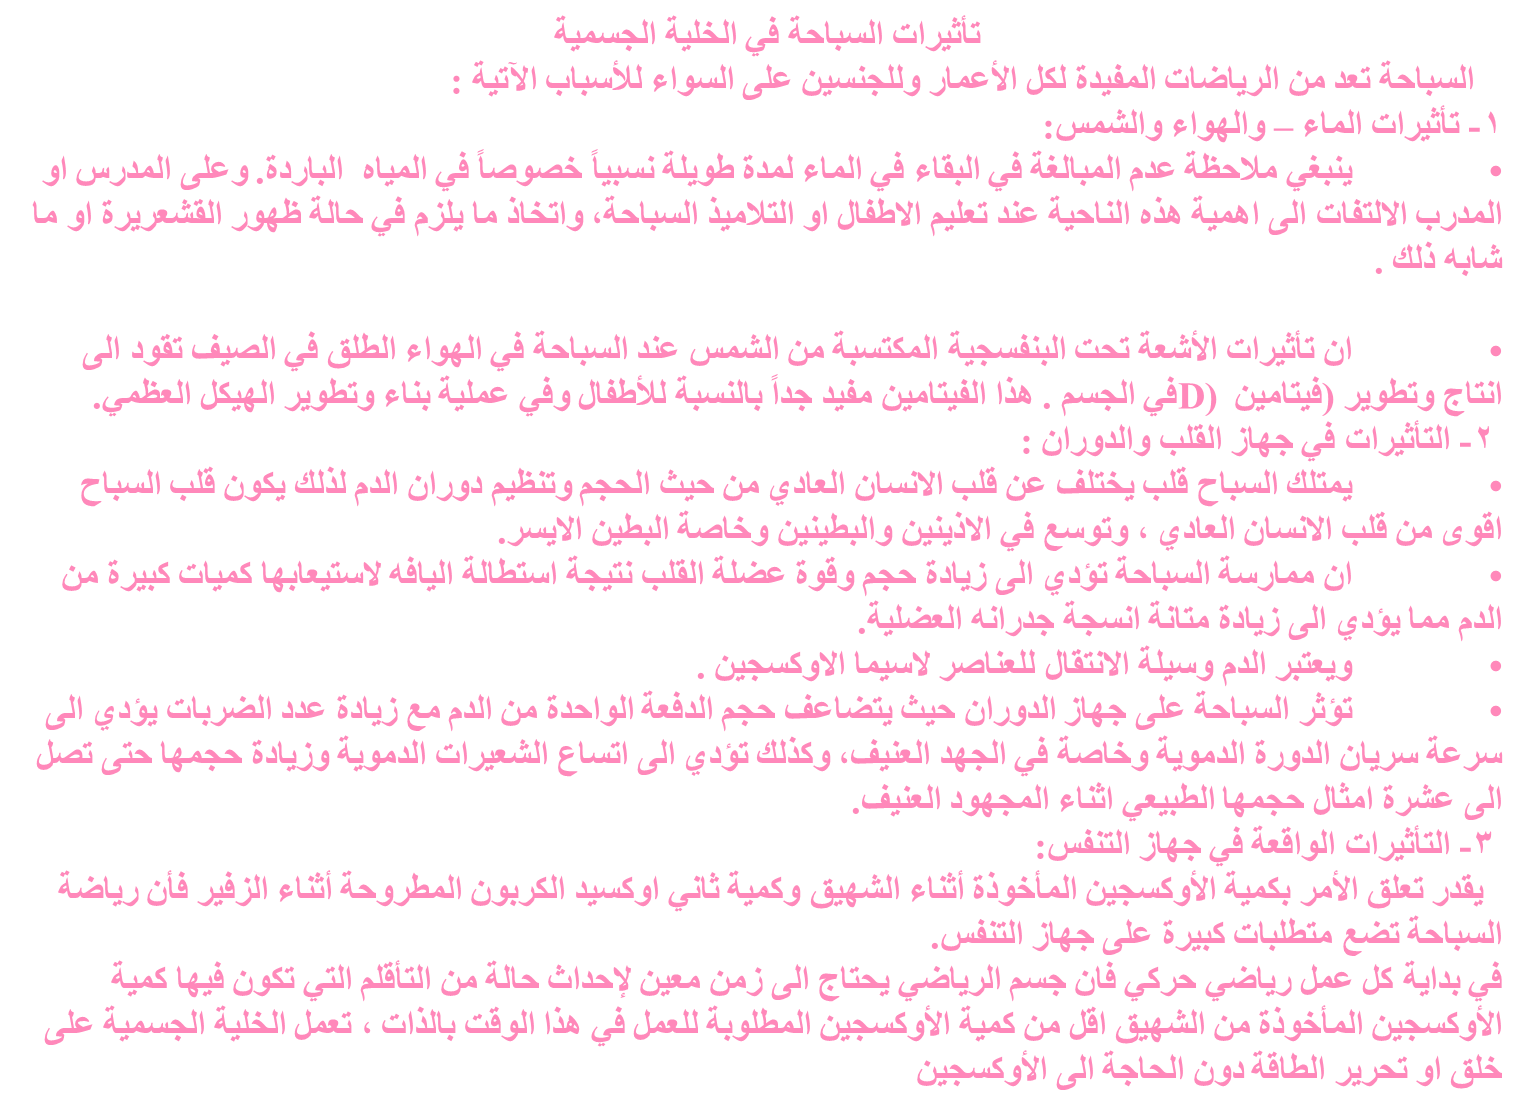 تأثيرات السباحة في الخلية الجسمية
السباحة تعد من الرياضات المفيدة لكل الأعمار وللجنسين على السواء للأسباب الآتية :
١- تأثيرات الماء – والهواء والشمس:
• ينبغي ملاحظة عدم المبالغة في البقاء في الماء لمدة طويلة نسبياً خصوصاً في المياه الباردة. وعلى المدرس او
المدرب الالتفات الى اهمية هذه الناحية عند تعليم الاطفال او التلاميذ السباحة، واتخاذ ما يلزم في حالة ظهور القشعريرة او ما
شابه ذلك .
• ان تأثيرات الأشعة تحت البنفسجية المكتسبة من الشمس عند السباحة في الهواء الطلق في الصيف تقود الى
انتاج وتطوير (فيتامين (Dفي الجسم . هذا الفيتامين مفيد جداً بالنسبة للأطفال وفي عملية بناء وتطوير الهيكل العظمي.
٢- التأثيرات في جهاز القلب والدوران :
• يمتلك السباح قلب يختلف عن قلب الانسان العادي من حيث الحجم وتنظيم دوران الدم لذلك يكون قلب السباح
اقوى من قلب الانسان العادي ، وتوسع في الاذينين والبطينين وخاصة البطين الايسر.
• ان ممارسة السباحة تؤدي الى زيادة حجم وقوة عضلة القلب نتيجة استطالة اليافه لاستيعابها كميات كبيرة من
الدم مما يؤدي الى زيادة متانة انسجة جدرانه العضلية.
• ويعتبر الدم وسيلة الانتقال للعناصر لاسيما الاوكسجين .
• تؤثر السباحة على جهاز الدوران حيث يتضاعف حجم الدفعة الواحدة من الدم مع زيادة عدد الضربات يؤدي الى
سرعة سريان الدورة الدموية وخاصة في الجهد العنيف، وكذلك تؤدي الى اتساع الشعيرات الدموية وزيادة حجمها حتى تصل
الى عشرة امثال حجمها الطبيعي اثناء المجهود العنيف.
٣- التأثيرات الواقعة في جهاز التنفس:
يقدر تعلق الأمر بكمية الأوكسجين المأخوذة أثناء الشهيق وكمية ثاني اوكسيد الكربون المطروحة أثناء الزفير فأن رياضة
السباحة تضع متطلبات كبيرة على جهاز التنفس.
في بداية كل عمل رياضي حركي فان جسم الرياضي يحتاج الى زمن معين لإحداث حالة من التأقلم التي تكون فيها كمية
الأوكسجين المأخوذة من الشهيق اقل من كمية الأوكسجين المطلوبة للعمل في هذا الوقت بالذات ، تعمل الخلية الجسمية على
خلق او تحرير الطاقة دون الحاجة الى الأوكسجين